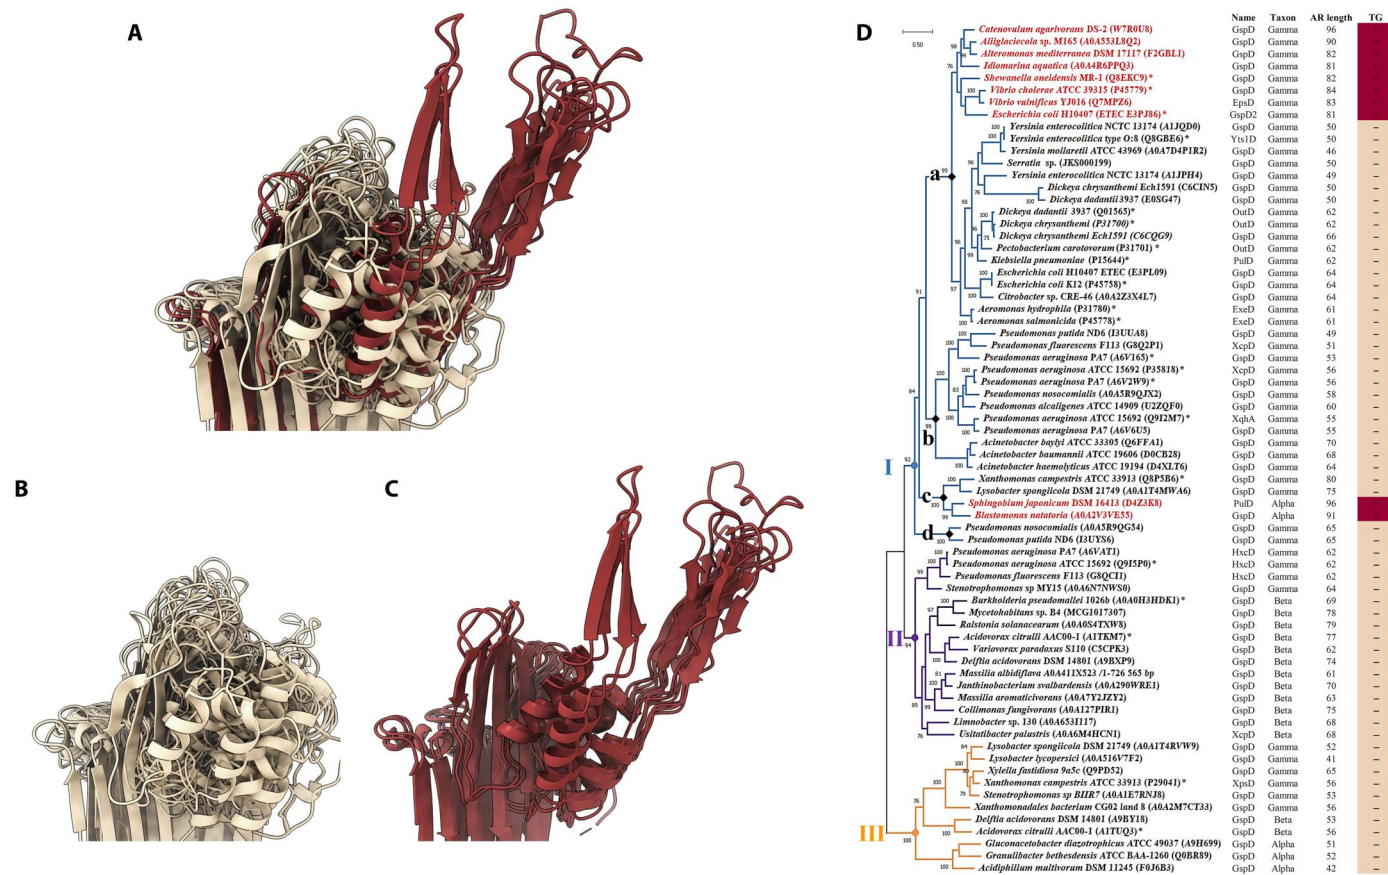 A
B
C
D
0.50
Name Taxon AR length TG
Catenovulum agarivorans DS-2 (W7R0U8) GspD Gamma 96
Aliiglaciecola sp. M165 (A0A553L8Q2) GspD Gamma 90
Alteromonas mediterranea DSM 17117 (F2GBL1) GspD Gamma 82
Idiomarina aquatica (A0A4R6PPQ3) GspD Gamma 81
Shewanella oneidensis MR-1 (Q8EKC9) * GspD Gamma 82
Vibrio cholerae ATCC 39315 (P45779) * GspD Gamma 84
Vibrio vulnificus YJ016 (Q7MPZ6) EpsD Gamma 83
Escherichia coli H10407 (ETEC E3PJ86) * GspD2 Gamma 81
Yersinia enterocolitica NCTC 13174 (A1JQD0) GspD Gamma 50 –
Yersinia enterocolitica type O:8 (Q8GBE6) * Yts1D Gamma 50 –
Yersinia mollaretii ATCC 43969 (A0A7D4P1R2) GspD Gamma 46 –
Serratia sp. (JKS000199) GspD Gamma 50 –
Yersinia enterocolitica NCTC 13174 (A1JPH4) GspD Gamma 49 –
Dickeya chrysanthemi Ech1591 (C6CIN5) GspD Gamma 50 –
Dickeya dadantii3937 (E0SG47) GspD Gamma 50 –
Dickeya dadantii 3937 (Q01565)* OutD Gamma 62 –
Dickeya chrysanthemi (P31700)* OutD Gamma 62 –
Dickeya chrysanthemi Ech1591 (C6CQG9) GspD Gamma 66 –
Pectobacterium carotovorum (P31701) * OutD Gamma 62 –
Klebsiella pneumoniae (P15644) * PulD Gamma 62 –
Escherichia coli H10407 ETEC (E3PL09) GspD Gamma 64 –
Escherichia coli K12 (P45758) * GspD Gamma 64 –
Citrobacter sp. CRE-46 (A0A2Z3X4L7) GspD Gamma 64 –
Aeromonas hydrophila (P31780) * ExeD Gamma 61 –
Aeromonas salmonicida (P45778) * ExeD Gamma 61 –
Pseudomonas putida ND6 (I3UUA8) GspD Gamma 49 –
Pseudomonas fluorescens F113 (G8Q2P1) XcpD Gamma 51 –
Pseudomonas aeruginosa PA7 (A6V165) * GspD Gamma 53 –
Pseudomonas aeruginosa ATCC 15692 (P35818) * XcpD Gamma 56 –
Pseudomonas aeruginosa PA7 (A6V2W9) * GspD Gamma 56 –
Pseudomonas nosocomialis (A0A5R9QJX2) GspD Gamma 58 –
Pseudomonas alcaligenes ATCC 14909 (U2ZQF0) GspD Gamma 60 –
Pseudomonas aeruginosa ATCC 15692 (Q9I2M7) * XqhA Gamma 55 –
Pseudomonas aeruginosa PA7 (A6V6U5) GspD Gamma 55 –
Acinetobacter baylyi ATCC 33305 (Q6FFA1) GspD Gamma 70 –
Acinetobacter baumannii ATCC 19606 (D0CB28) GspD Gamma 68 –
Acinetobacter haemolyticus ATCC 19194 (D4XLT6) GspD Gamma 64 –
Xanthomonas campestris ATCC 33913 (Q8P5B6) * GspD Gamma 80 –
Lysobacter spongiicola DSM 21749 (A0A1T4MWA6) GspD Gamma 75 –
Sphingobium japonicum DSM 16413 (D4Z3K8) PulD Alpha 96
Blastomonas natatoria (A0A2V3VE55) GspD Alpha 91
Pseudomonas nosocomialis (A0A5R9QG54) GspD Gamma 65 –
Pseudomonas putida ND6 (I3UYS6) GspD Gamma 65 –
Pseudomonas aeruginosa PA7 (A6VAT1) HxcD Gamma 62 –
Pseudomonas aeruginosa ATCC 15692 (Q9I5P0) * HxcD Gamma 62 –
Pseudomonas fluorescens F113 (G8QCI1) HxcD Gamma 62 –
Stenotrophomonas sp MY15 (A0A6N7NWS0) GspD Gamma 64 –
Burkholderia pseudomallei 1026b (A0A0H3HDK1) * GspD Beta 69 –
Mycetohabitans sp. B4 (MCG1017307) GspD Beta 78 –
Ralstonia solanacearum (A0A0S4TXW8) GspD Beta 79 –
Acidovorax citrulli AAC00-1 (A1TKM7) * GspD Beta 77 –
Variovorax paradoxus S110 (C5CPK3) GspD Beta 62 –
Delftia acidovorans DSM 14801 (A9BXP9) GspD Beta 74 –
Massilia albidiflava A0A411X523 /1-726 565 bp GspD Beta 61 –
Janthinobacterium svalbardensis (A0A290WRE1) GspD Beta 70 –
Massilia aromaticivorans (A0A7Y2JZY2) GspD Beta 63 –
Collimonas fungivorans (A0A127PIR1) GspD Beta 75 –
Limnobacter sp. 130 (A0A653I117) GspD Beta 68 –
Usitatibacter palustris (A0A6M4HCN1) XcpD Beta 68 –
Lysobacter spongiicola DSM 21749 (A0A1T4RVW9) GspD Gamma 52 –
Lysobacter lycopersici (A0A516V7F2) GspD Gamma 41 –
Xylella fastidiosa 9a5c (Q9PD52) GspD Gamma 65 –
Xanthomonas campestris ATCC 33913 (P29041) * XpsD Gamma 56 –
Stenotrophomonas sp BIIR7 (A0A1E7RNJ8) GspD Gamma 53 –
Xanthomonadales bacterium CG02 land 8 (A0A2M7CT33) GspD Gamma 56 –
Delftia acidovorans DSM 14801 (A9BY18) GspD Beta 53 –
Acidovorax citrulli AAC00-1 (A1TUQ3) * GspD Beta 56 –
Gluconacetobacter diazotrophicus ATCC 49037 (A9H699) GspD Alpha 51 –
Granulibacter bethesdensis ATCC BAA-1260 (Q0BR89) GspD Alpha 52 –
Acidiphilium multivorum DSM 11245 (F0J6B3) GspD Alpha 42 –
a
b
c
d
I
II
III